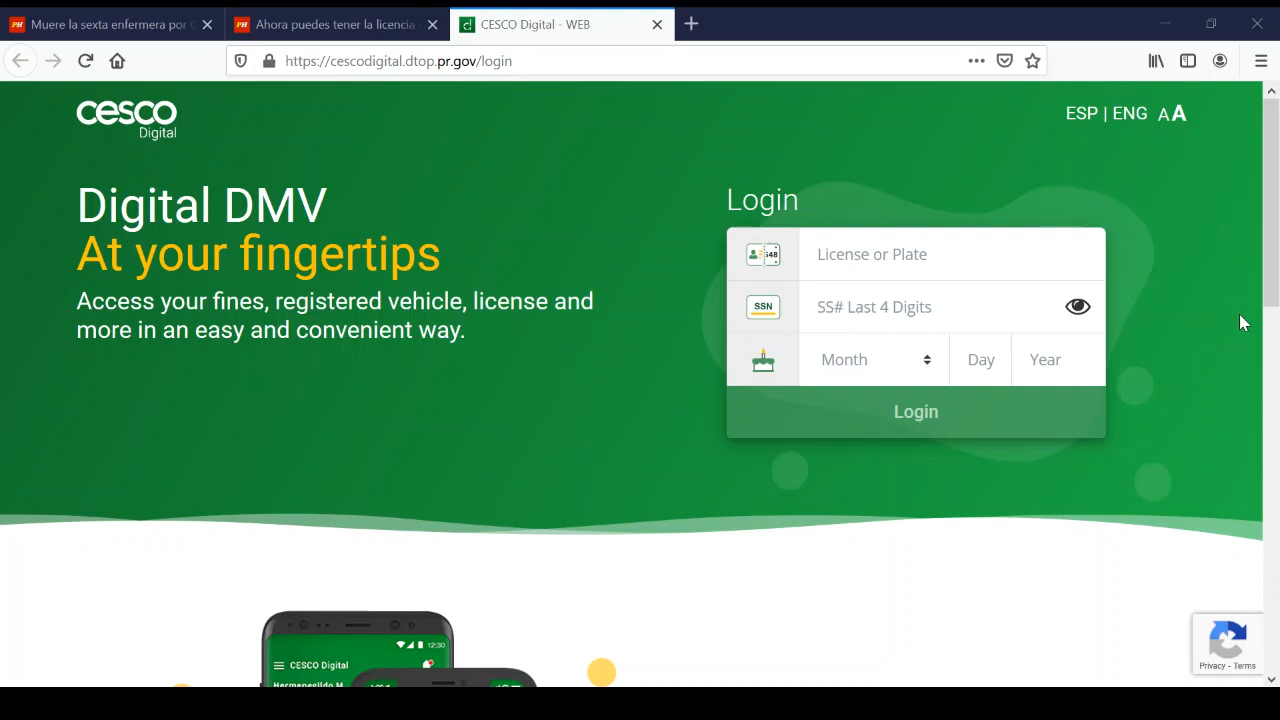 Muere la sexta enfermera por
Ahora puedes tener la licencia
CESCO Digital - WEB
https://cescodigital.dtop.pr.gov/login
cesco
Digital
ESP | ENG A A
Digital DMV
At your fingertips
Access your fines, registered vehicle, license and
more in an easy and convenient way.
Login
License or Plate
SSN
SS# Last 4 Digits
Month
Day
Year
Login
12:30
CESCO Digital
Hermenesildo M
Privacy - Terms